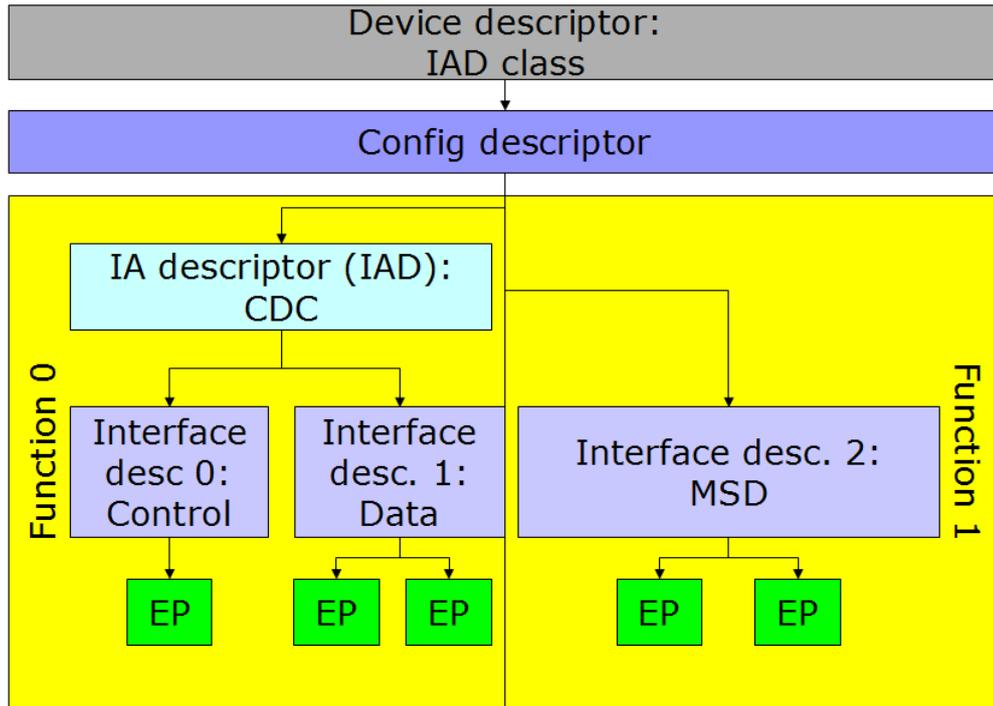 Device descriptor:
IAD class
Config descriptor
IA descriptor (IAD):
CDC
Function 0
Interface
desc 0:
Control
Interface
desc. 1:
Data
Interface desc. 2:
MSD
Function 1
EP
EP
EP
EP
EP